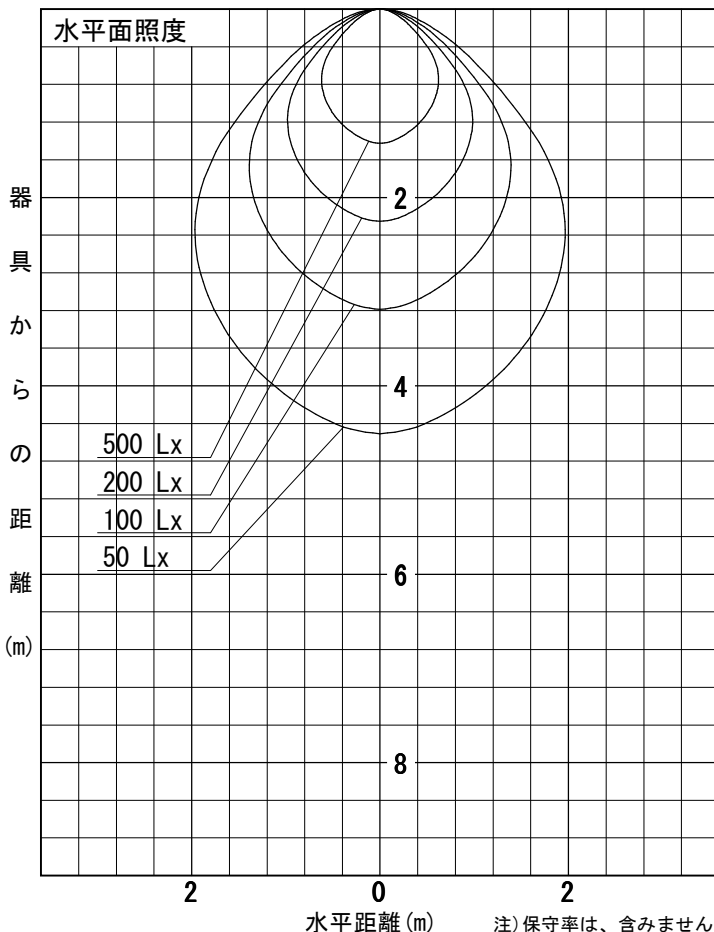 水平面照度
器具からの距離(m)
2
4
6
8
500 Lx
200 Lx
100 Lx
50 Lx
2
0
2
水平距離(m)
注)保守率は、含みません